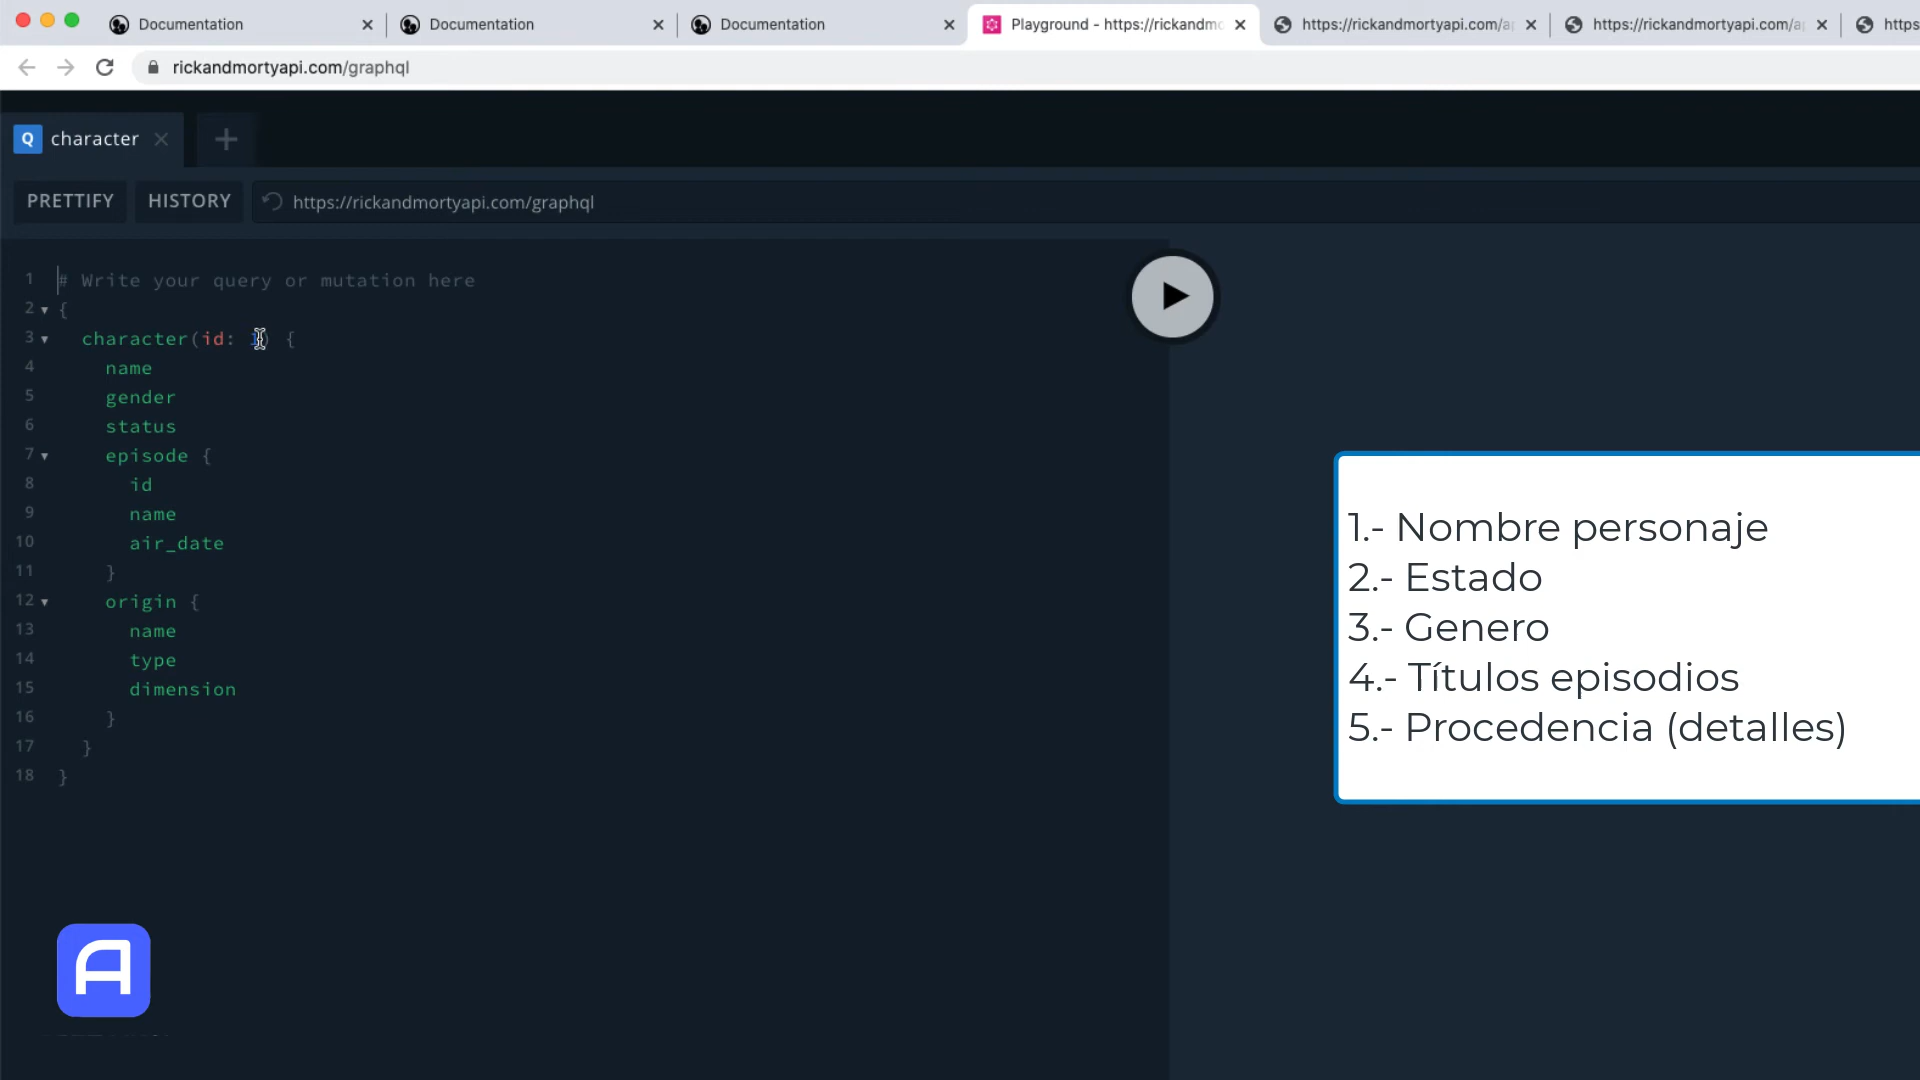 Documentation
Documentation
Documentation
Playground - https://rickandmo
https://rickandmortyapi.com/a
https://rickandmortyapi.com/a
https
rickandmortyapi.com/graphql
Q character
PRETTIFY HISTORY https://rickandmortyapi.com/graphql
1 # Write your query or mutation here
2 {
3 character(id: 1) {
4 name
5 gender
6 status
7 episode {
8 id
9 name
10 air_date
11 }
12 origin {
13 name
14 type
15 dimension
16 }
17 }
18 }
1.- Nombre personaje
2.- Estado
3.- Genero
4.- Títulos episodios
5.- Procedencia (detalles)